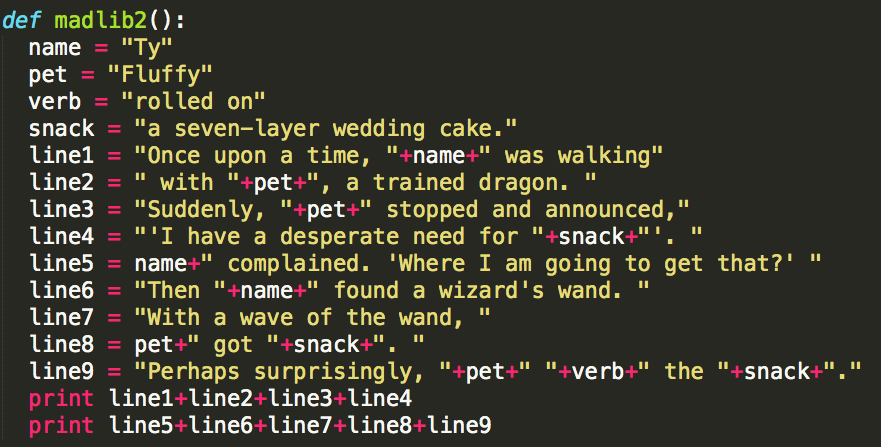 def madlib2():
  name = "Ty"
  pet = "Fluffy"
  verb = "rolled on"
  snack = "a seven-layer wedding cake."
  line1 = "Once upon a time, "+name+" was walking"
  line2 = " with "+pet+", a trained dragon. "
  line3 = "Suddenly, "+pet+" stopped and announced,"
  line4 = "'I have a desperate need for "+snack+"'. "
  line5 = name+" complained. 'Where I am going to get that?' "
  line6 = "Then "+name+" found a wizard's wand. "
  line7 = "With a wave of the wand, "
  line8 = pet+" got "+snack+". "
  line9 = "Perhaps surprisingly, "+pet+" "+verb+" the "+snack+"."
  print line1+line2+line3+line4
  print line5+line6+line7+line8+line9